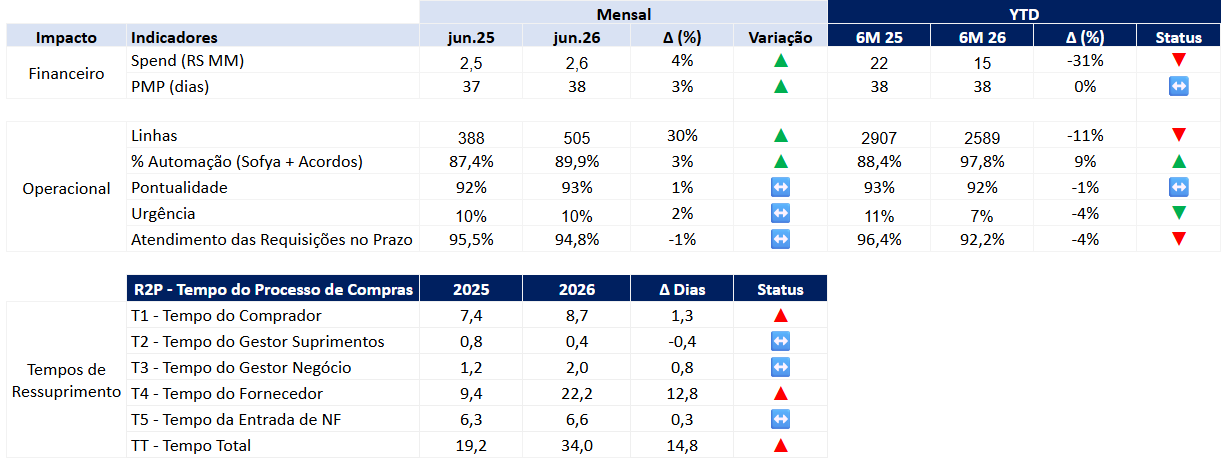 Mensal YTD
Impacto Indicadores jun.25 jun.26 Δ (%) Variação 6M 25 6M 26 Δ (%) Status
Financeiro
Spend (RS MM) 2,5 2,6 4% ▲ 22 15 -31% ▼
PMP (dias) 37 38 3% ▲ 38 38 0% ↔
Operacional
Linhas 388 505 30% ▲ 2907 2589 -11% ▼
% Automação (Sofya + Acordos) 87,4% 89,9% 3% ▲ 88,4% 97,8% 9% ▲
Pontualidade 92% 93% 1% ↔ 93% 92% -1% ↔
Urgência 10% 10% 2% ↔ 11% 7% -4% ▼
Atendimento das Requisições no Prazo 95,5% 94,8% -1% ↔ 96,4% 92,2% -4% ▼
R2P - Tempo do Processo de Compras 2025 2026 Δ Dias Status
Tempos de
Ressuprimento
T1 - Tempo do Comprador 7,4 8,7 1,3 ▲
T2 - Tempo do Gestor Suprimentos 0,8 0,4 -0,4 ↔
T3 - Tempo do Gestor Negócio 1,2 2,0 0,8 ↔
T4 - Tempo do Fornecedor 9,4 22,2 12,8 ▲
T5 - Tempo da Entrada de NF 6,3 6,6 0,3 ↔
TT - Tempo Total 19,2 34,0 14,8 ▲